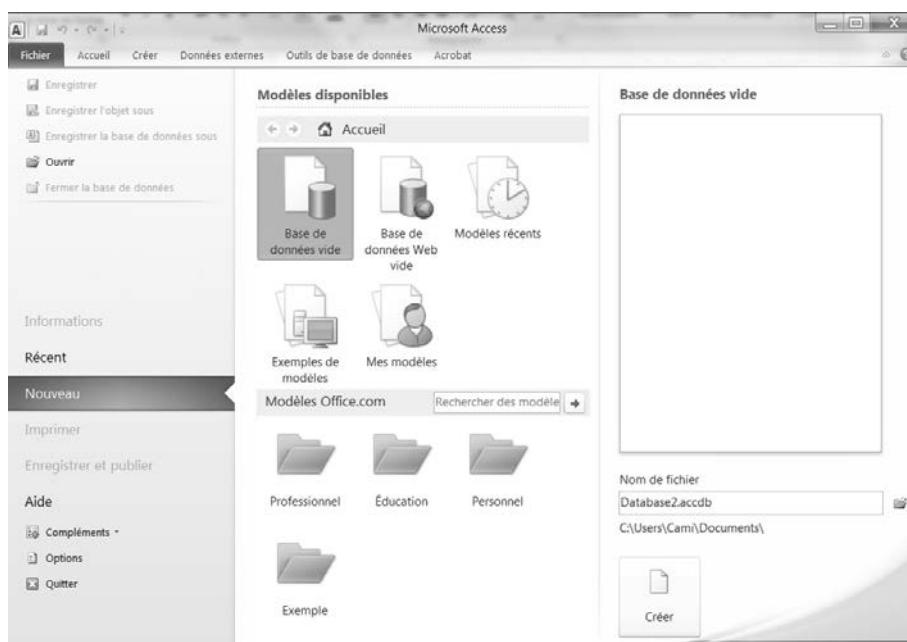 A
Microsoft Access
Fichier Accueil Créer Données externes Outils de base de données Acrobat
Enregistrer
Enregistrer l'objet sous
Enregistrer la base de données sous
Ouvrir
Fermer la base de données
Informations
Récent
Nouveau
Imprimer
Enregistrer et publier
Aide
Compléments
Options
Quitter
Modèles disponibles
Accueil
Base de
données vide
Base de
données Web
vide
Modèles récents
Exemples de
modèles
Mes modèles
Modèles Office.com
Rechercher des modèle
Professionnel
Éducation
Personnel
Exemple
Base de données vide
Nom de fichier
Database2.accdb
C:\Users\Cami\Documents\
Créer